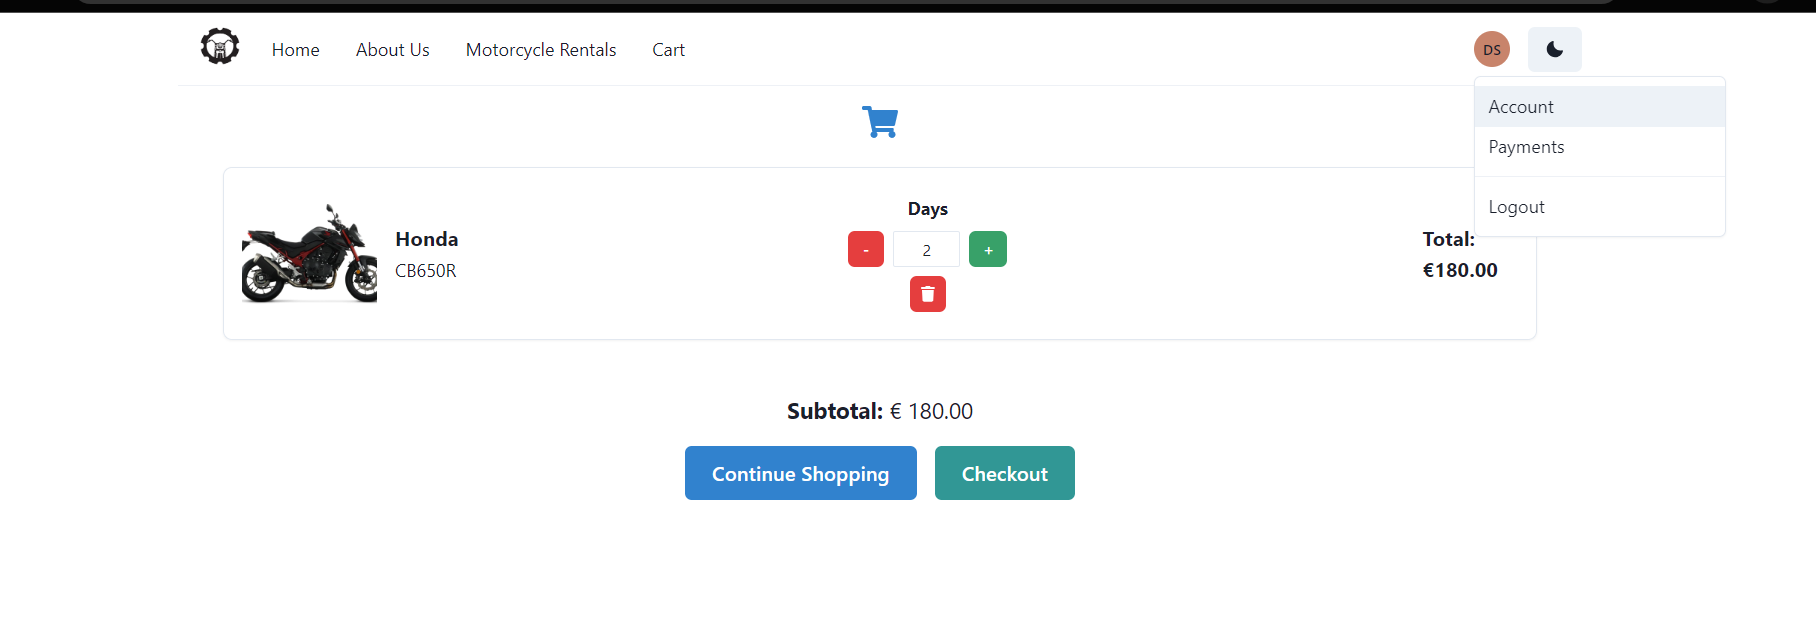 Home About Us Motorcycle Rentals Cart
DS
Account
Payments
Logout
Honda
CB650R
Days
- 2 +
Total:
€180.00
Subtotal: € 180.00
Continue Shopping Checkout